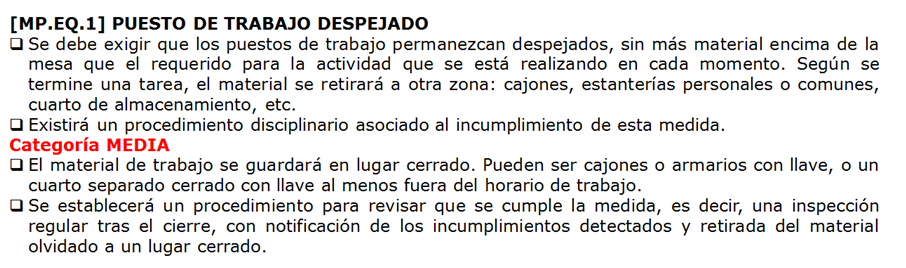 [MP.EQ.1] PUESTO DE TRABAJO DESPEJADO
❑ Se debe exigir que los puestos de trabajo permanezcan despejados, sin más material encima de la
mesa que el requerido para la actividad que se está realizando en cada momento. Según se
termine una tarea, el material se retirará a otra zona: cajones, estanterías personales o comunes,
cuarto de almacenamiento, etc.
❑ Existirá un procedimiento disciplinario asociado al incumplimiento de esta medida.
Categoría MEDIA
❑ El material de trabajo se guardará en lugar cerrado. Pueden ser cajones o armarios con llave, o un
cuarto separado cerrado con llave al menos fuera del horario de trabajo.
❑ Se establecerá un procedimiento para revisar que se cumple la medida, es decir, una inspección
regular tras el cierre, con notificación de los incumplimientos detectados y retirada del material
olvidado a un lugar cerrado.